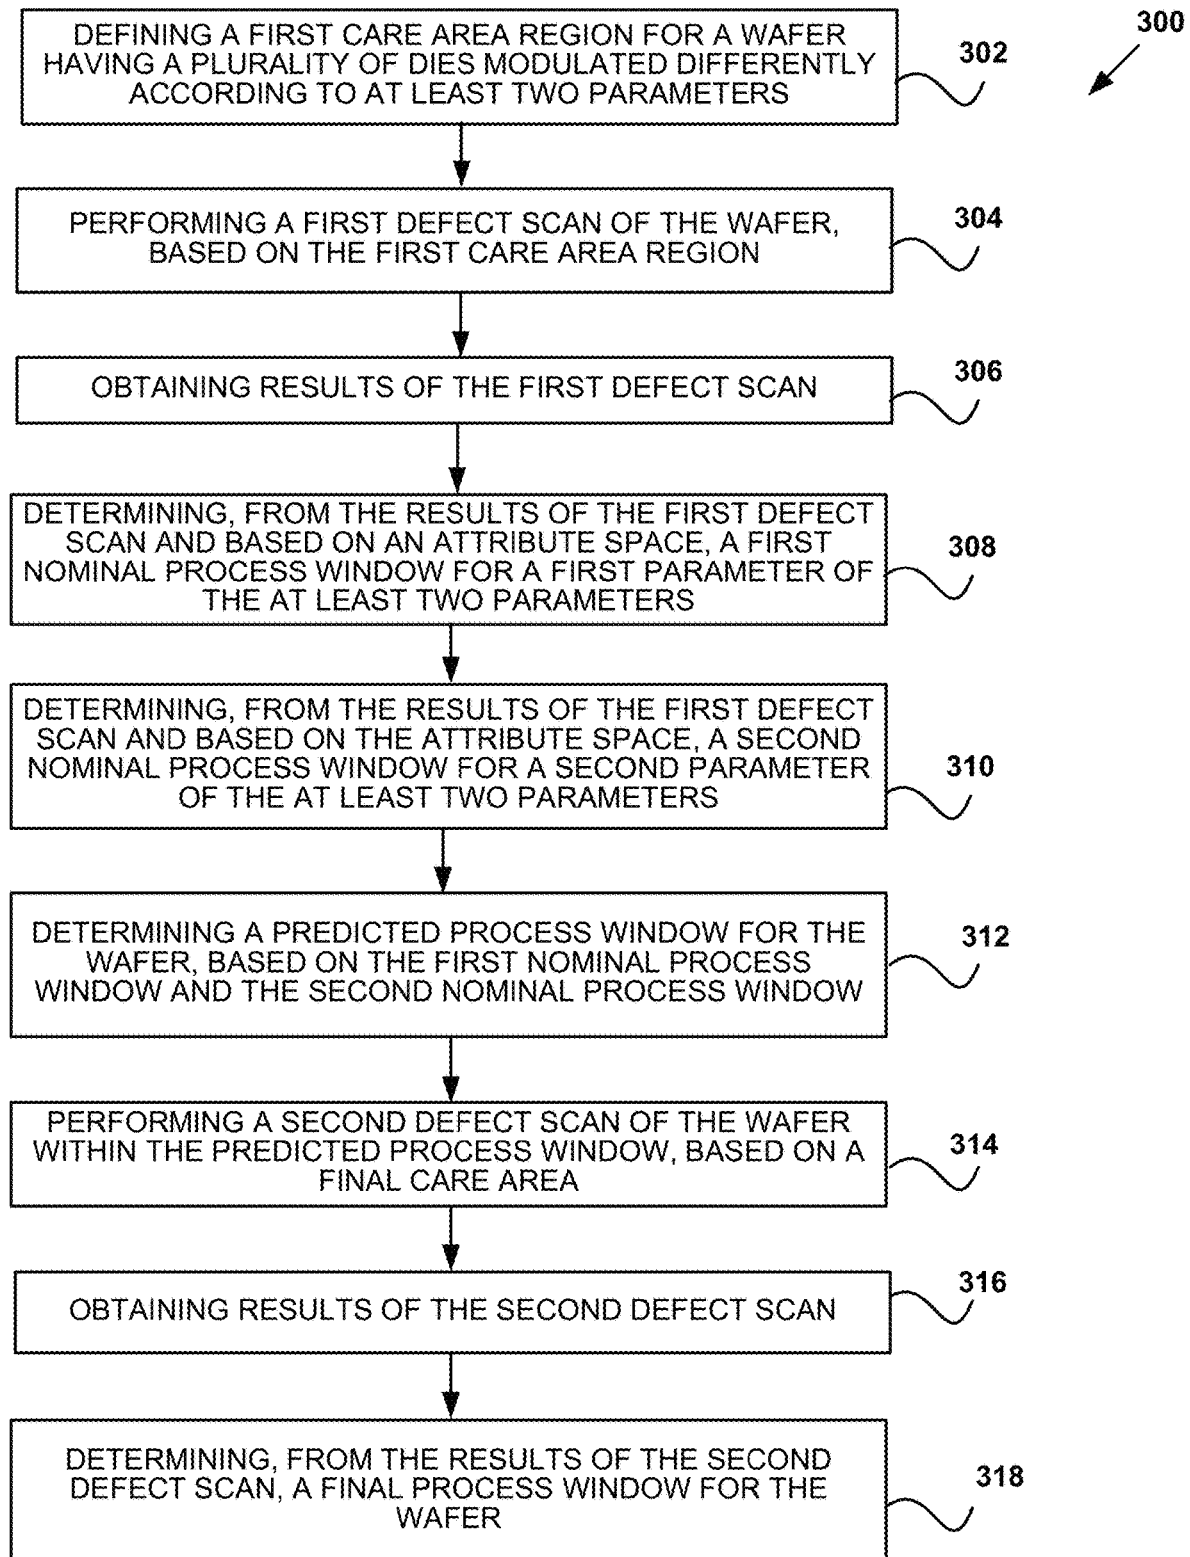 300
DEFINING A FIRST CARE AREA REGION FOR A WAFER
HAVING A PLURALITY OF DIES MODULATED DIFFERENTLY
ACCORDING TO AT LEAST TWO PARAMETERS
302
PERFORMING A FIRST DEFECT SCAN OF THE WAFER,
BASED ON THE FIRST CARE AREA REGION
304
OBTAINING RESULTS OF THE FIRST DEFECT SCAN
306
DETERMINING, FROM THE RESULTS OF THE FIRST DEFECT
SCAN AND BASED ON AN ATTRIBUTE SPACE, A FIRST
NOMINAL PROCESS WINDOW FOR A FIRST PARAMETER OF
THE AT LEAST TWO PARAMETERS
308
DETERMINING, FROM THE RESULTS OF THE FIRST DEFECT
SCAN AND BASED ON THE ATTRIBUTE SPACE, A SECOND
NOMINAL PROCESS WINDOW FOR A SECOND PARAMETER
OF THE AT LEAST TWO PARAMETERS
310
DETERMINING A PREDICTED PROCESS WINDOW FOR THE
WAFER, BASED ON THE FIRST NOMINAL PROCESS
WINDOW AND THE SECOND NOMINAL PROCESS WINDOW
312
PERFORMING A SECOND DEFECT SCAN OF THE WAFER
WITHIN THE PREDICTED PROCESS WINDOW, BASED ON A
FINAL CARE AREA
314
OBTAINING RESULTS OF THE SECOND DEFECT SCAN
316
DETERMINING, FROM THE RESULTS OF THE SECOND
DEFECT SCAN, A FINAL PROCESS WINDOW FOR THE
WAFER
318